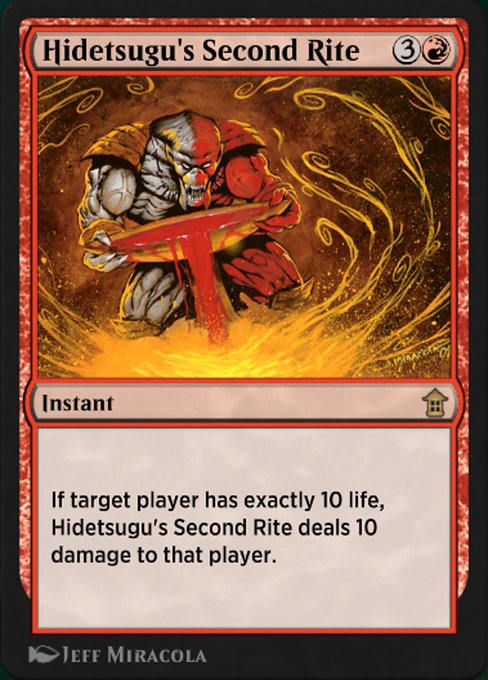 Hidetsugu's Second Rite 3
Instant
If target player has exactly 10 life,
Hidetsugu's Second Rite deals 10
damage to that player.
Jeff Miracola